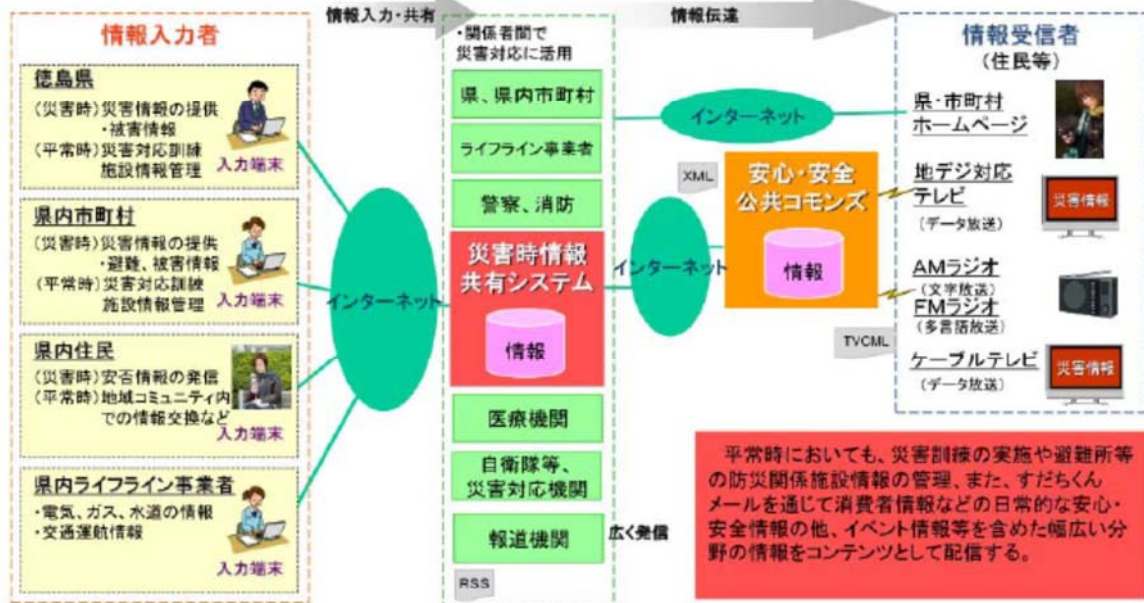 情報入力・共有
情報伝達
情報入力者
徳島県
(災害時)災害情報の提供
・被害情報
(平常時)災害対応訓練
施設情報管理
入力端末
県内市町村
(災害時)災害情報の提供
・避難、被害情報
(平常時)災害対応訓練
施設情報管理
入力端末
県内住民
(災害時)安否情報の発信
(平常時)地域コミュニティ内
での情報交換など
入力端末
県内ライフライン事業者
・電気、ガス、水道の情報
・交通運航情報
入力端末
インターネット
・関係者間で
災害対応に活用
県、県内市町村
ライフライン事業者
警察、消防
災害時情報
共有システム
情報
医療機関
自衛隊等、
災害対応機関
報道機関
広く発信
RSS
インターネット
インターネット
XML
安心・安全
公共コモンズ
情報
TVCML
情報受信者
(住民等)
県・市町村
ホームページ
地デジ対応
テレビ
(データ放送)
災害情報
AMラジオ
(文字放送)
FMラジオ
(多言語放送)
ケーブルテレビ
(データ放送)
災害情報
平常時においても、災害訓練の実施や避難所等
の防災関係施設情報の管理、また、すだちくん
メールを通じて消費者情報などの日常的な安心・
安全情報の他、イベント情報等を含めた幅広い分
野の情報をコンテンツとして配信する。